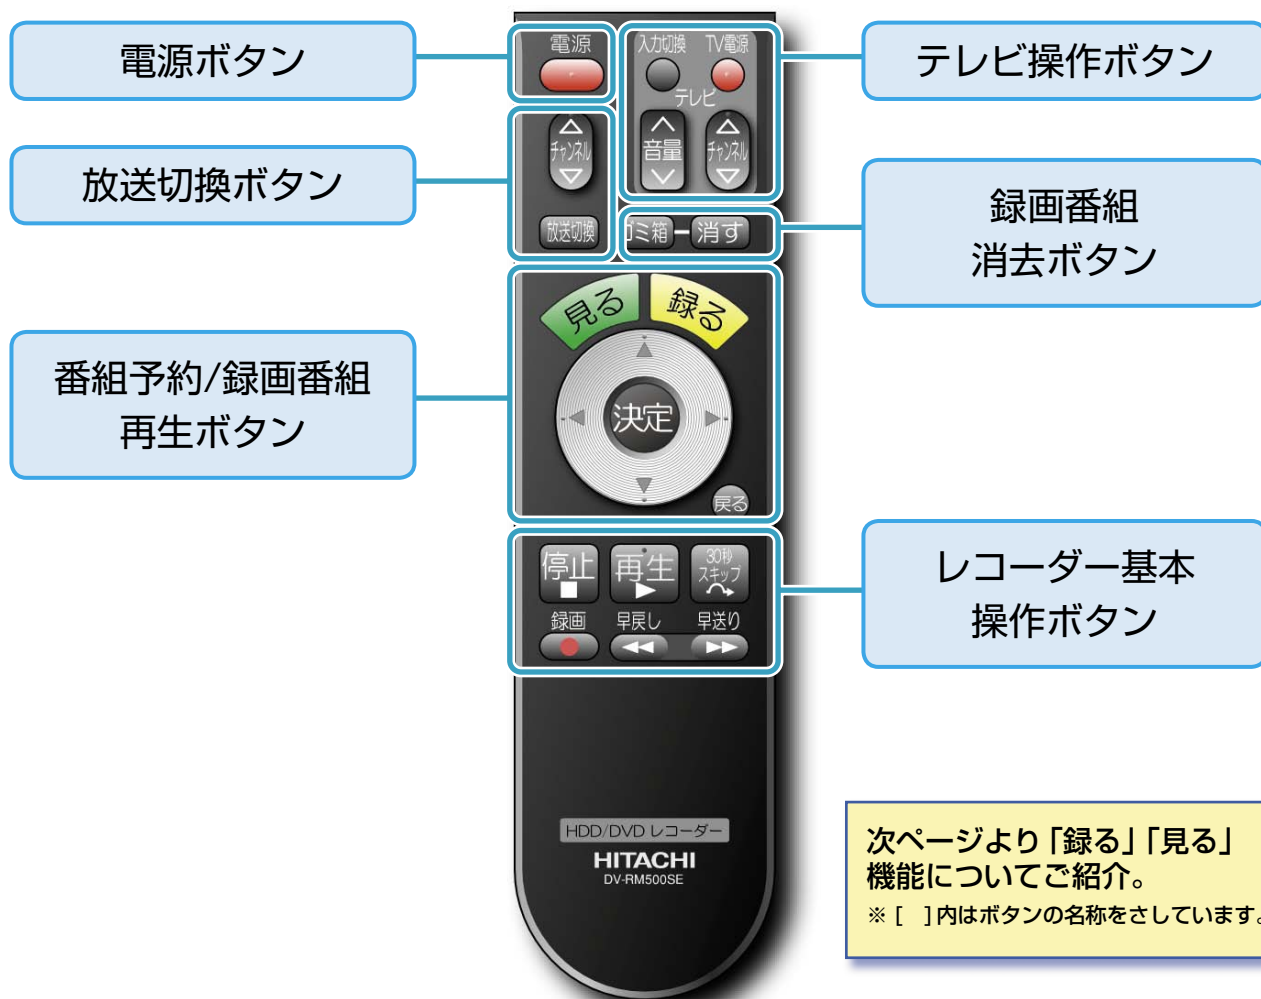 電源ボタン
放送切換ボタン
番組予約/録画番組
再生ボタン
電源
入力切換 TV電源
テレビ
チャンネル
音量
チャンネル
放送切換
ゴミ箱
消す
見る
録る
決定
戻る
停止
再生
30秒
スキップ
録画 早戻し 早送り
HDD/DVD レコーダー
HITACHI
DV-RM500SE
テレビ操作ボタン
録画番組
消去ボタン
レコーダー基本
操作ボタン
次ページより「録る」「見る」
機能についてご紹介。
※ [ ]内はボタンの名称をさしています。